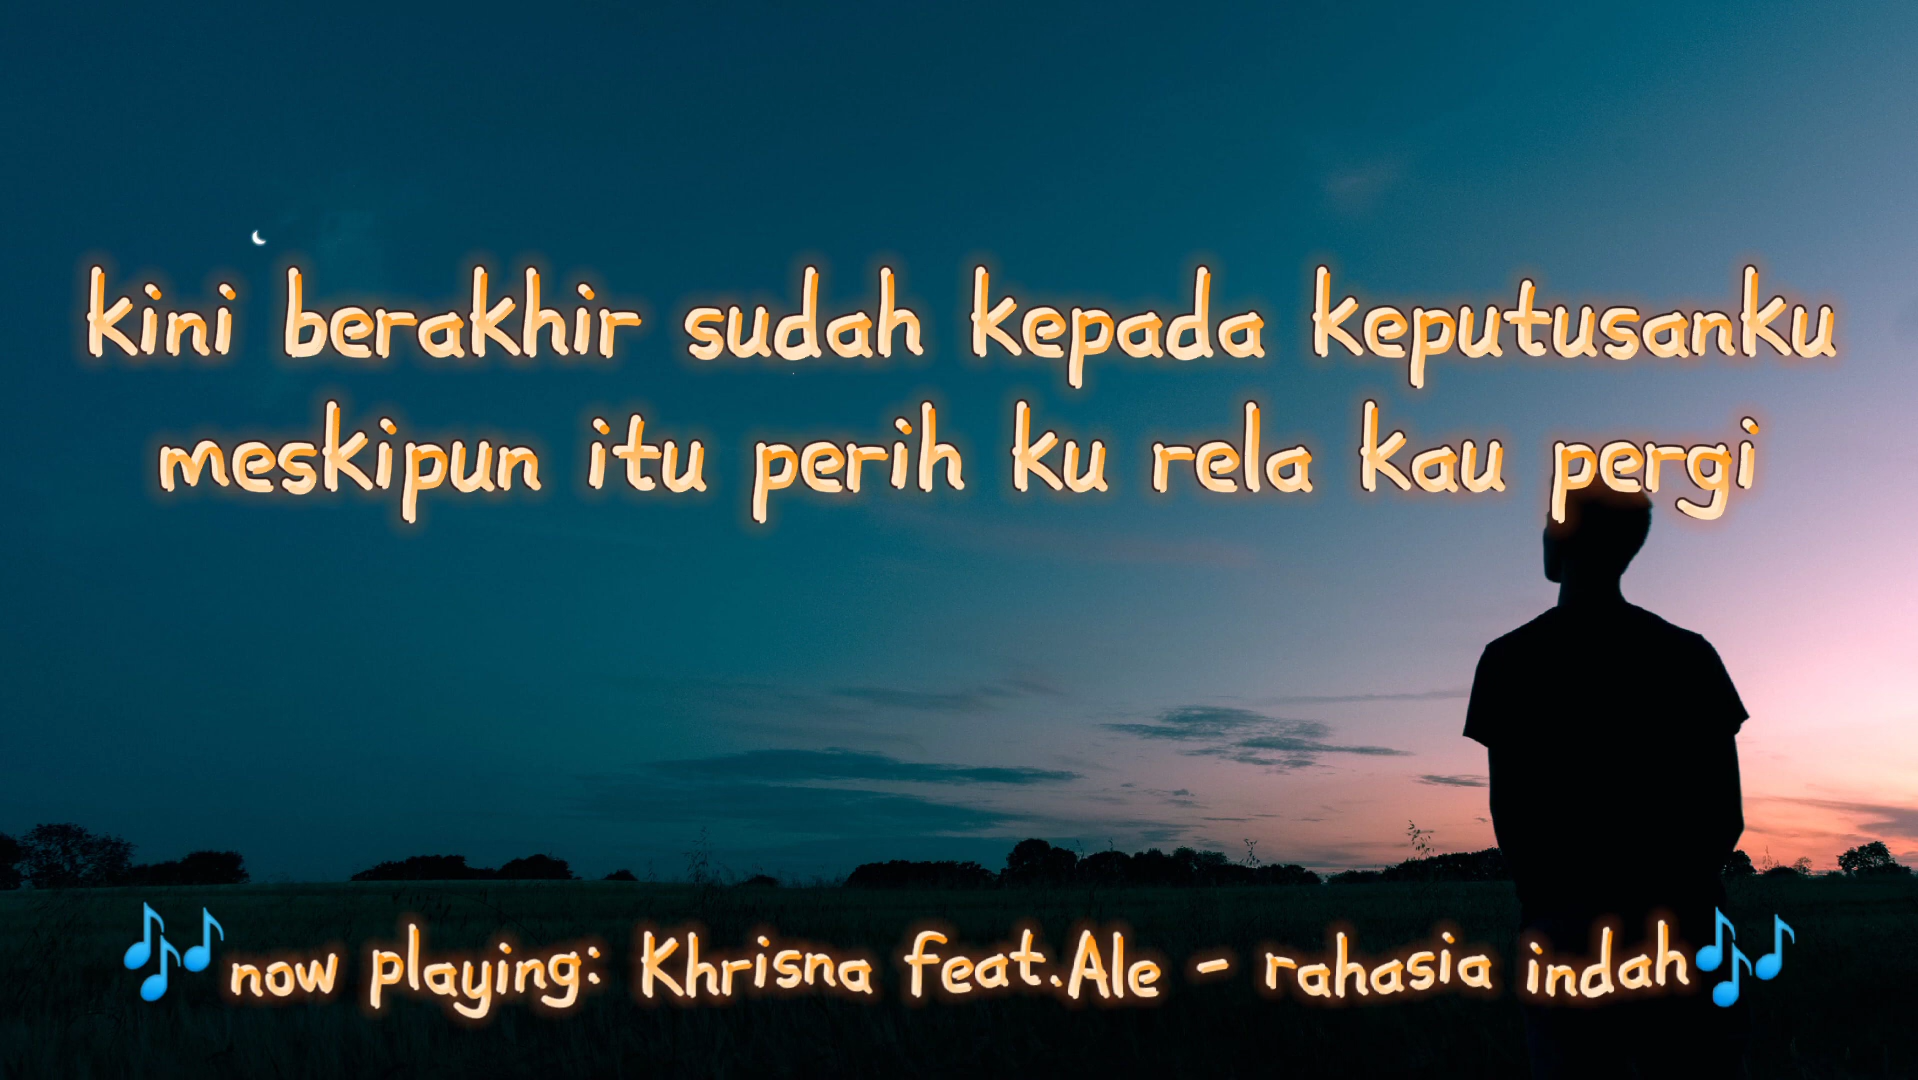 kini berakhir sudah kepada keputusanku
meskipun itu perih ku rela kau pergi
🎶now playing: Khrisna feat.Ale - rahasia indah🎶